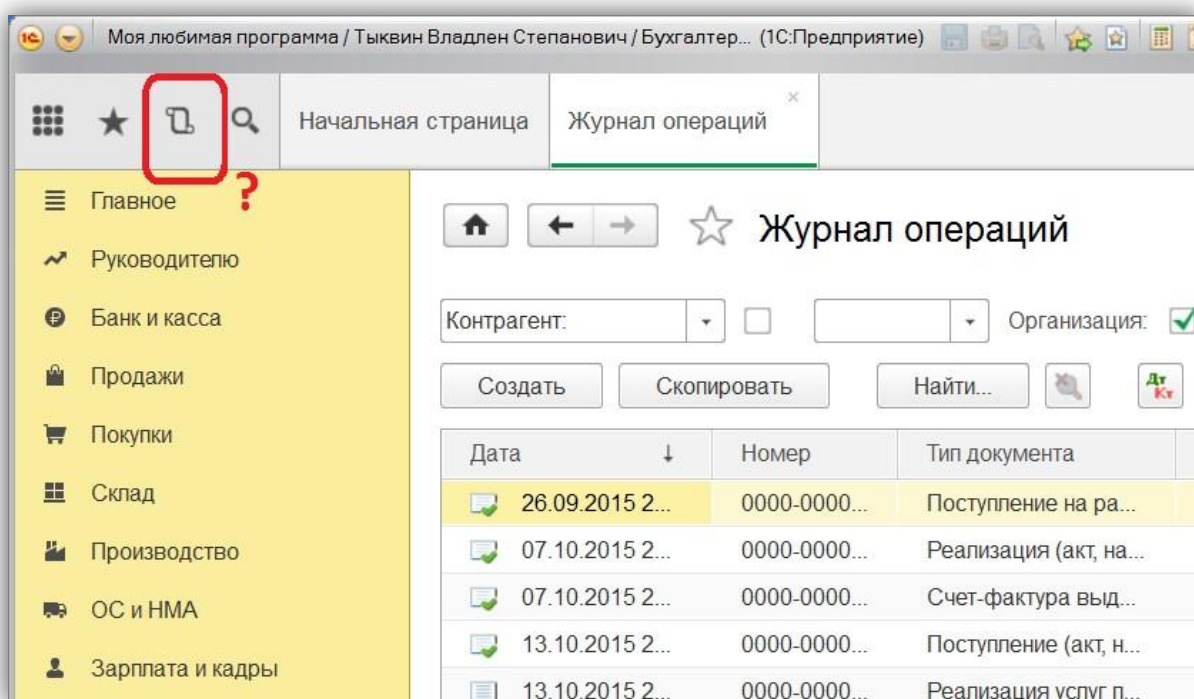 1С Моя любимая программа / Тыквин Владлен Степанович / Бухгалтер... (1С:Предприятие)
Начальная страница
Журнал операций
?
Главное
Руководителю
Банк и касса
Продажи
Покупки
Склад
Производство
ОС и НМА
Зарплата и кадры
Журнал операций
Контрагент: Организация:
Создать Скопировать Найти... Дт Кт
Дата ↓ Номер Тип документа
26.09.2015 2... 0000-0000... Поступление на ра...
07.10.2015 2... 0000-0000... Реализация (акт, на...
07.10.2015 2... 0000-0000... Счет-фактура выд...
13.10.2015 2... 0000-0000... Поступление (акт, н...
13.10.2015 2... 0000-0000... Реализация услуг п...